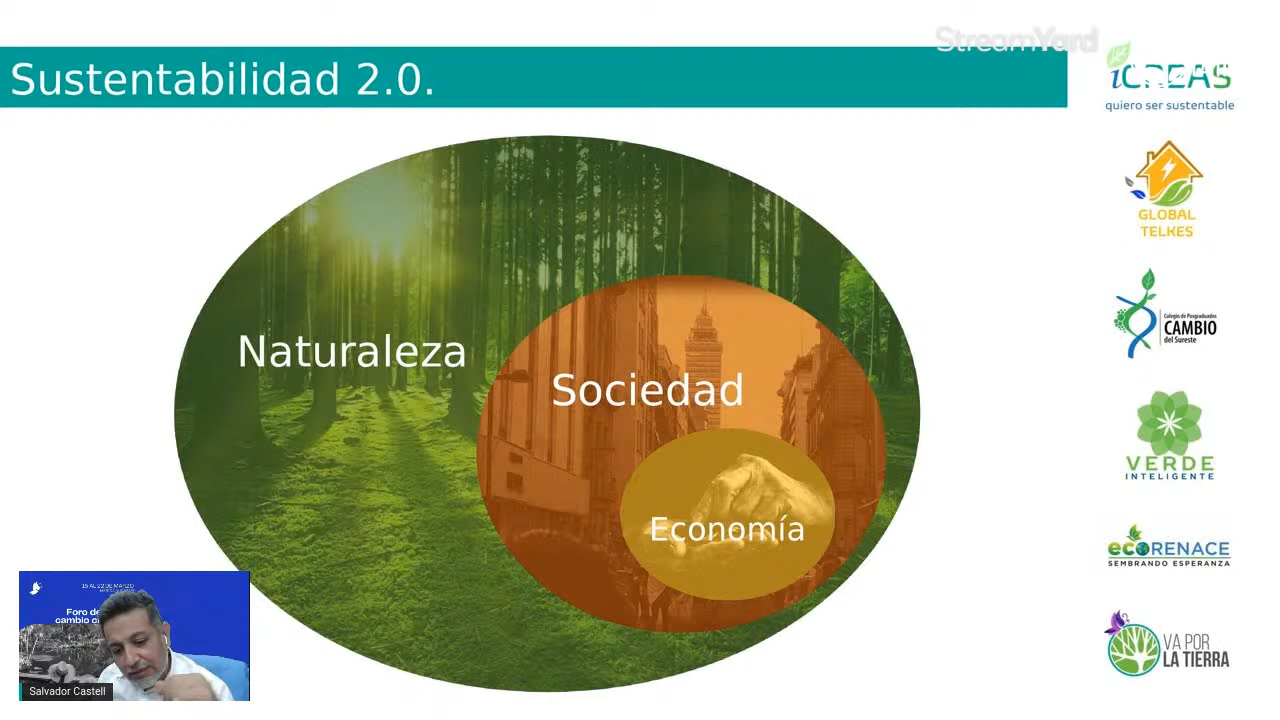 StreamYard
Sustentabilidad 2.0.
iCREAS
quiero ser sustentable
GLOBAL
TELKES
Naturaleza
Sociedad
Economía
Colegio de Postgraduados
CAMBIO
del Sureste
VERDE
INTELIGENTE
ecoRENACE
SEMBRANDO ESPERANZA
VA POR
LA TIERRA
15 AL 22 DE MARZO
Foro de
cambio c
Salvador Castell